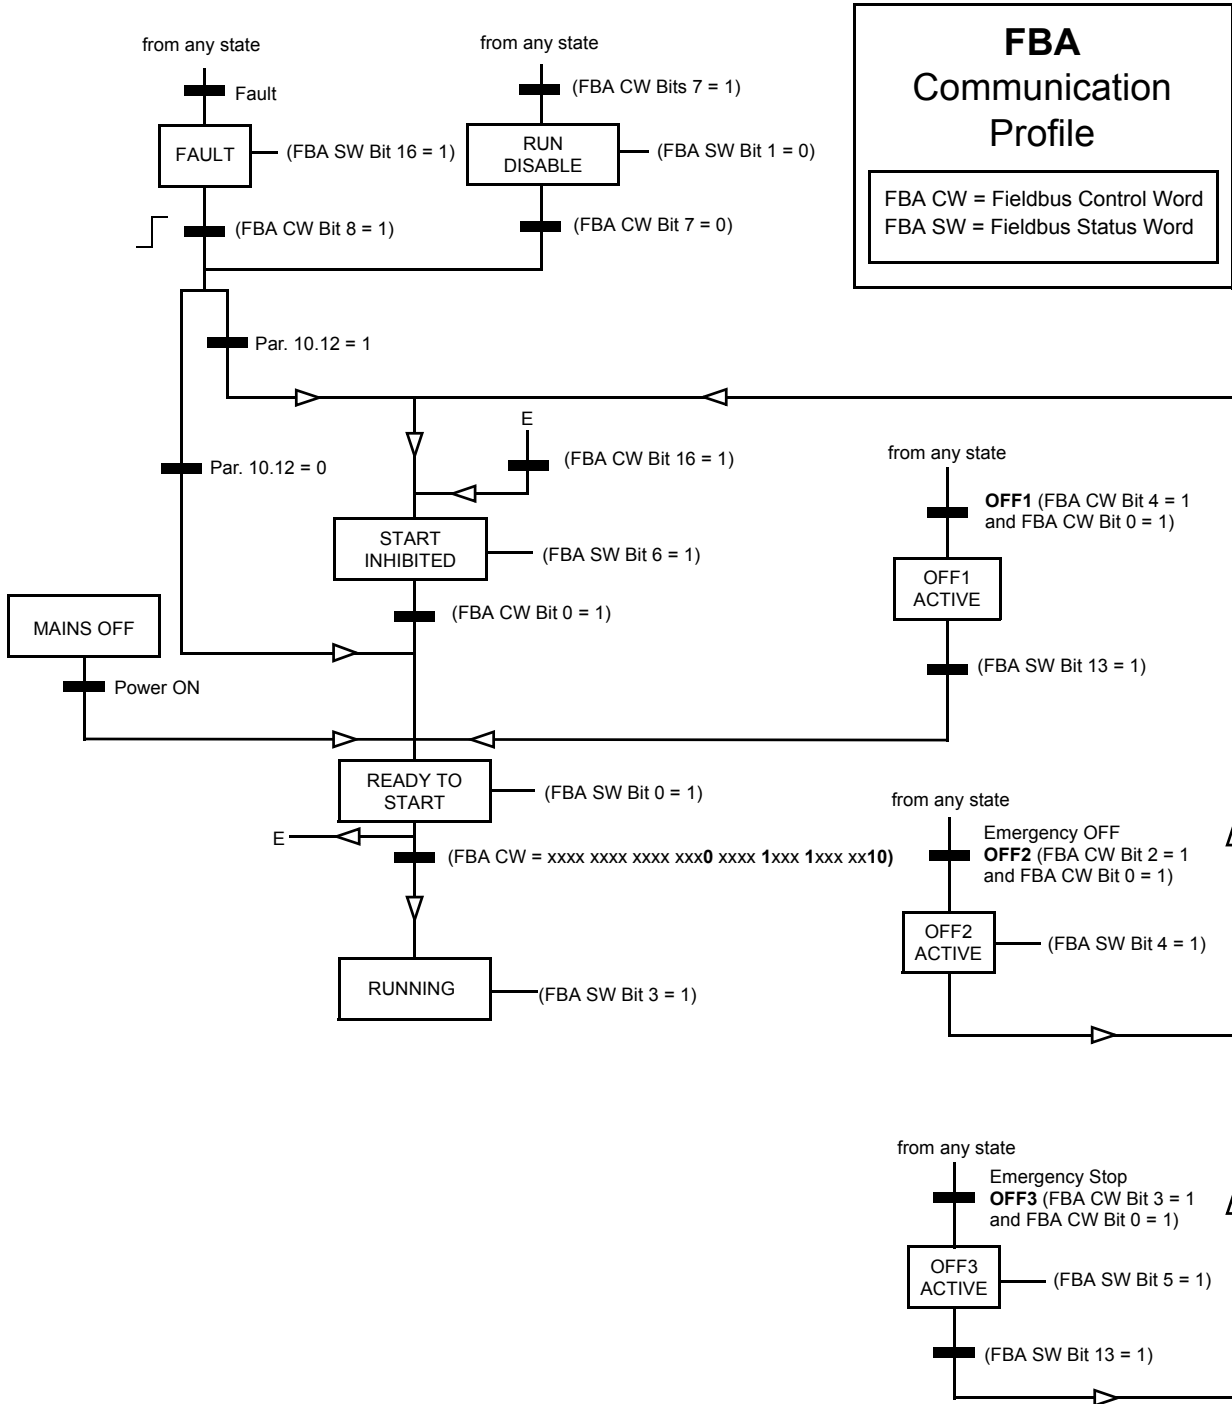 FBA
Communication
Profile
FBA CW = Fieldbus Control Word
FBA SW = Fieldbus Status Word
from any state
Fault
FAULT
(FBA SW Bit 16 = 1)
(FBA CW Bit 8 = 1)
from any state
(FBA CW Bits 7 = 1)
RUN
DISABLE
(FBA SW Bit 1 = 0)
(FBA CW Bit 7 = 0)
Par. 10.12 = 1
Par. 10.12 = 0
E
(FBA CW Bit 16 = 1)
START
INHIBITED
(FBA SW Bit 6 = 1)
(FBA CW Bit 0 = 1)
MAINS OFF
Power ON
from any state
OFF1 (FBA CW Bit 4 = 1
and FBA CW Bit 0 = 1)
OFF1
ACTIVE
(FBA SW Bit 13 = 1)
READY TO
START
(FBA SW Bit 0 = 1)
E
(FBA CW = xxxx xxxx xxxx xxx0 xxxx 1xxx 1xxx xx10)
RUNNING
(FBA SW Bit 3 = 1)
from any state
Emergency OFF
OFF2 (FBA CW Bit 2 = 1
and FBA CW Bit 0 = 1)
OFF2
ACTIVE
(FBA SW Bit 4 = 1)
from any state
Emergency Stop
OFF3 (FBA CW Bit 3 = 1
and FBA CW Bit 0 = 1)
OFF3
ACTIVE
(FBA SW Bit 5 = 1)
(FBA SW Bit 13 = 1)